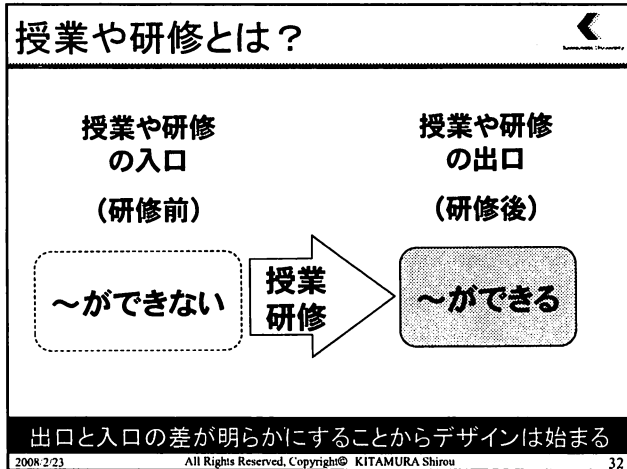 授業や研修とは？
授業や研修
の入口
（研修前）
授業や研修
の出口
（研修後）
～ができない
授業
研修
～ができる
出口と入口の差が明らかにすることからデザインは始まる
2008/2/23
All Rights Reserved, Copyright© KITAMURA Shirou
32